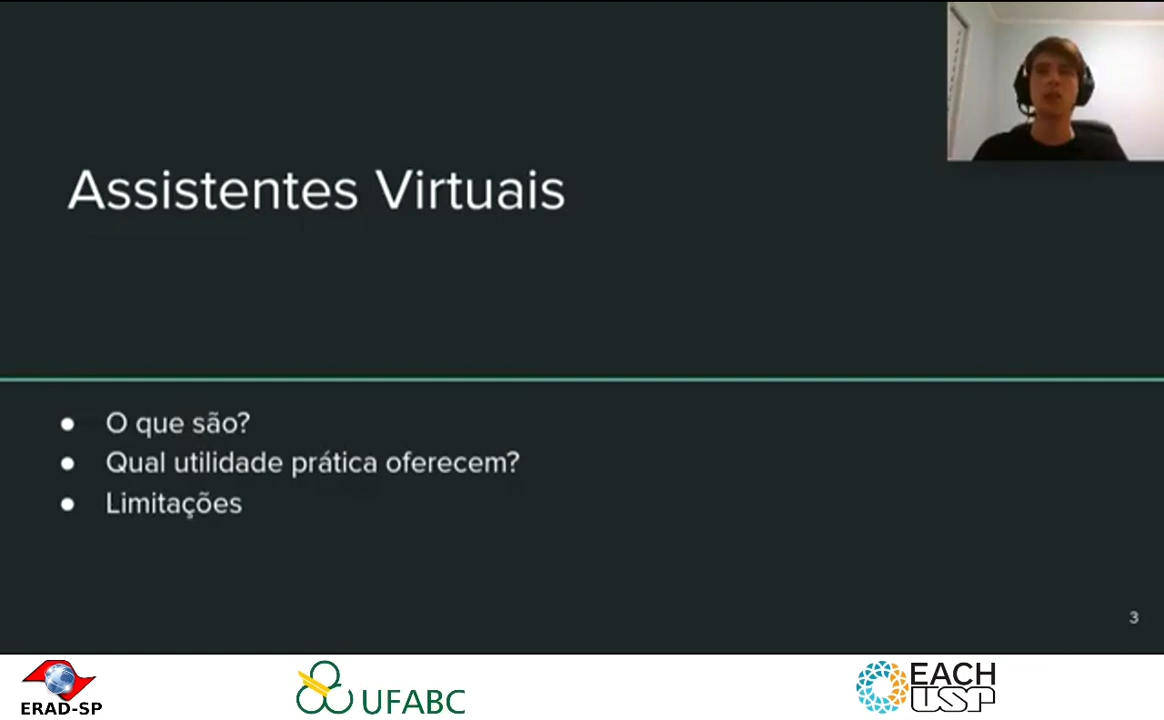 Assistentes Virtuais
● O que são?
● Qual utilidade prática oferecem?
● Limitações
3
ERAD-SP
UFABC
EACH
USP